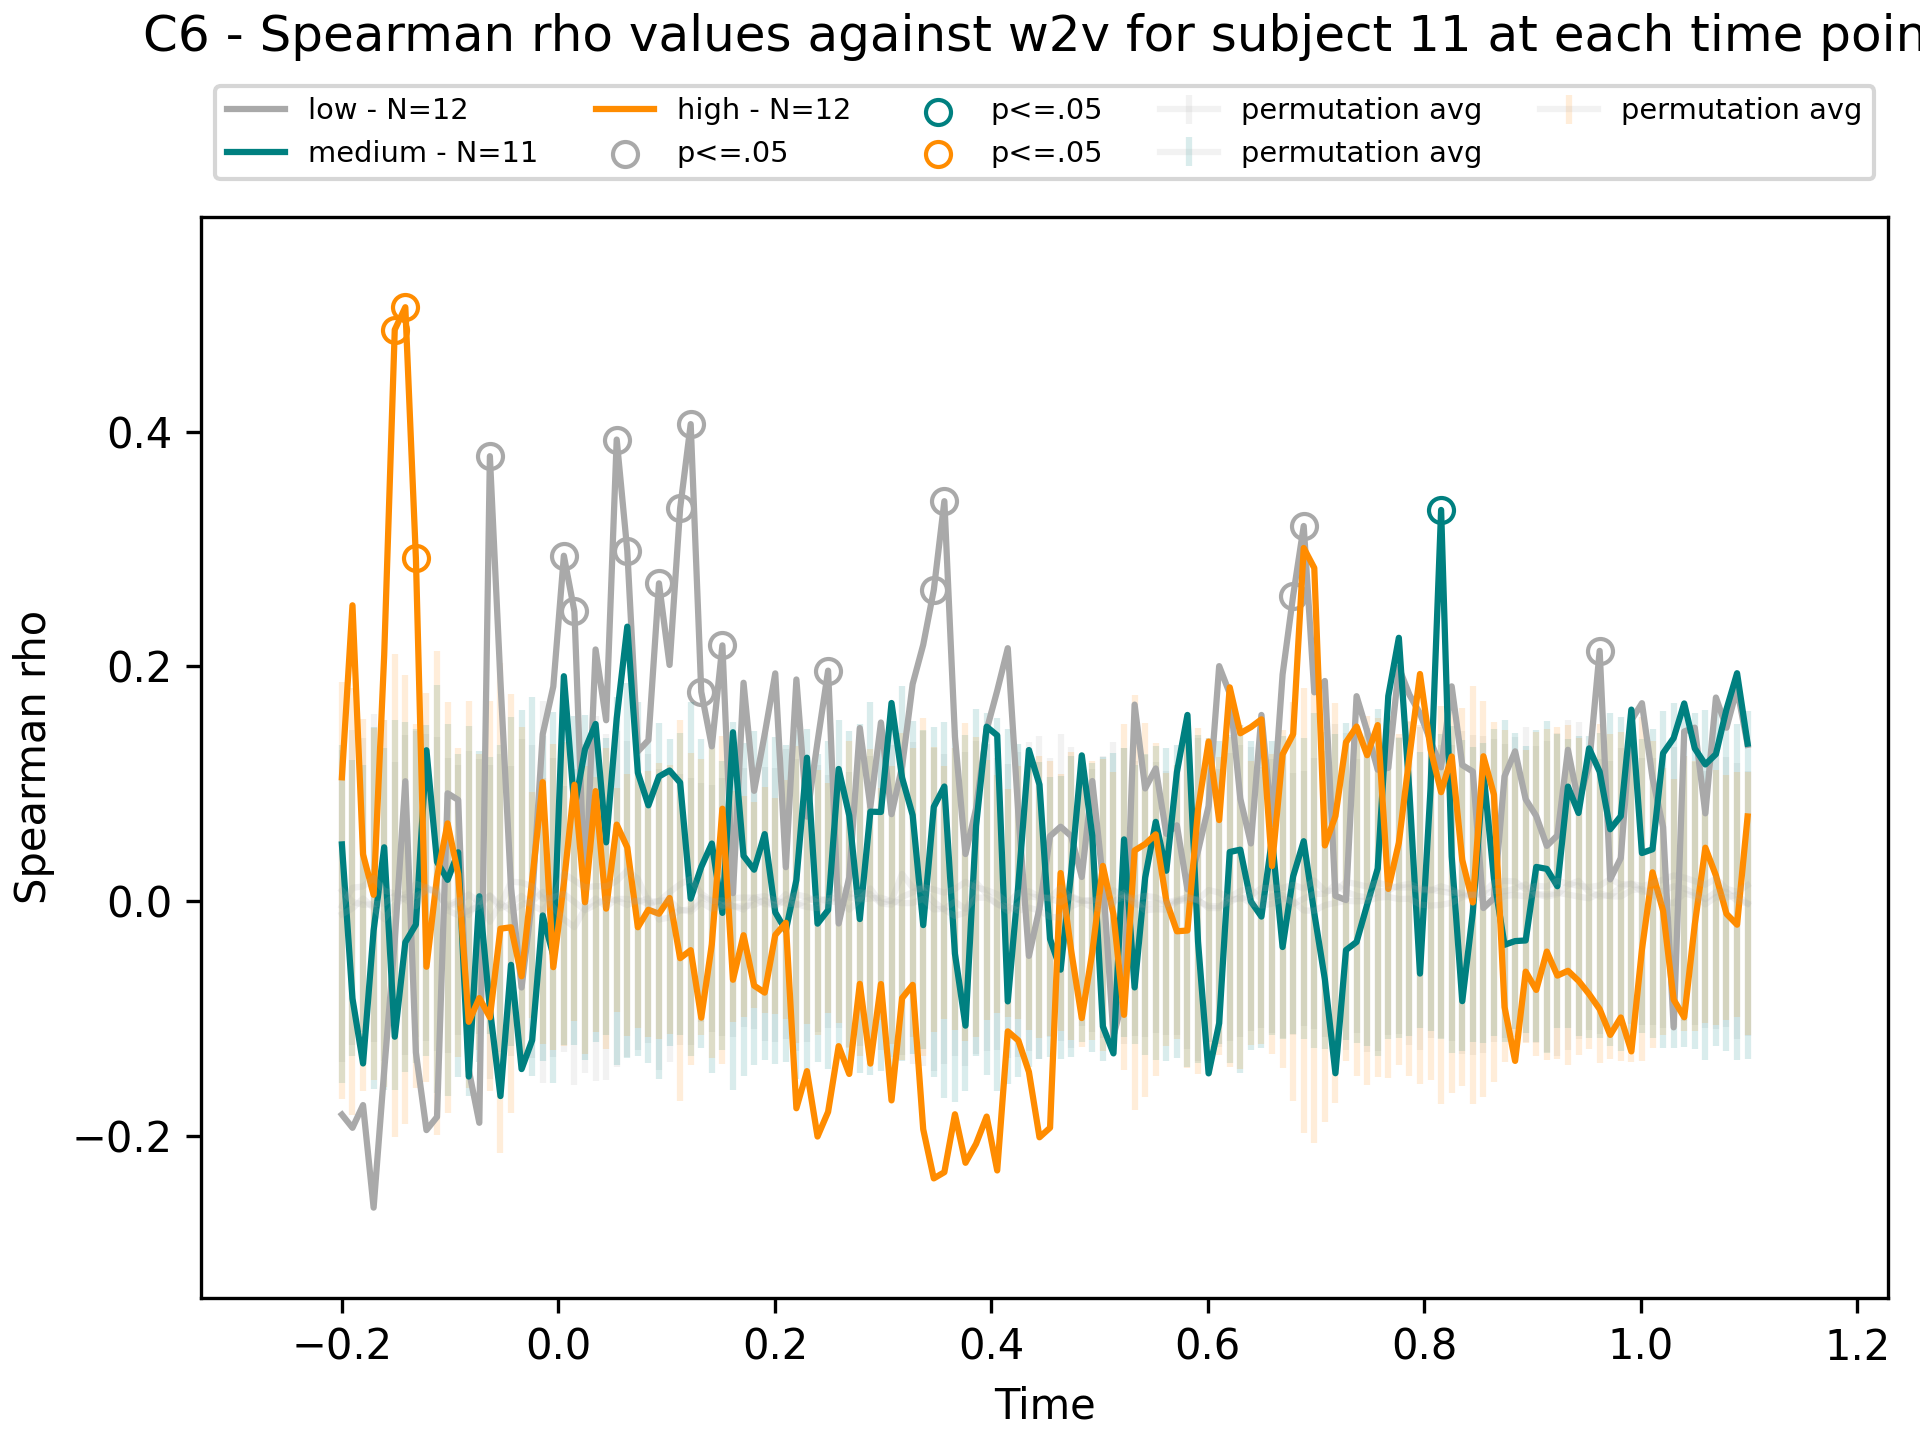 C6 - Spearman rho values against w2v for subject 11 at each time poin
low - N=12
medium - N=11
high - N=12
p<=.05
p<=.05
p<=.05
permutation avg
permutation avg
permutation avg
Spearman rho
0.4
0.2
0.0
−0.2
−0.2
0.0
0.2
0.4
0.6
0.8
1.0
1.2
Time